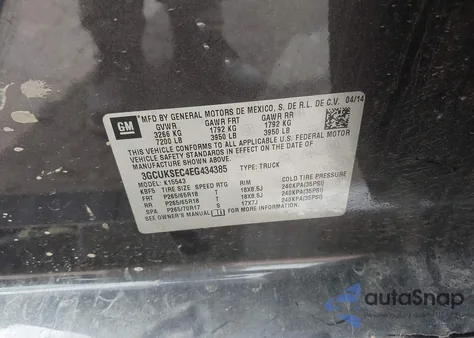 GM
MFD BY GENERAL MOTORS DE MEXICO, S. DE R.L. DE C.V. 04/14
GVWR GAWR FRT GAWR RR
3266 KG 1792 KG 1792 KG
7200 LB 3950 LB 3950 LB
THIS VEHICLE CONFORMS TO ALL APPLICABLE U.S. FEDERAL MOTOR
VEHICLE SAFETY STANDARDS IN EFFECT ON THE DATE OF
MANUFACTURE SHOWN ABOVE.
3GCUKSEC4EG434385 TYPE: TRUCK
MODEL: K15543
KBF5 TIRE SIZE SPEED RTG RIM COLD TIRE PRESSURE
FRT P265/65R18 T 18X8.5J 240KPA(35PSI)
RR P265/65R18 T 18X8.5J 240KPA(35PSI)
SPA P265/70R17 S 17X7J 240KPA(35PSI)
SEE OWNER'S MANUAL
autoSnap